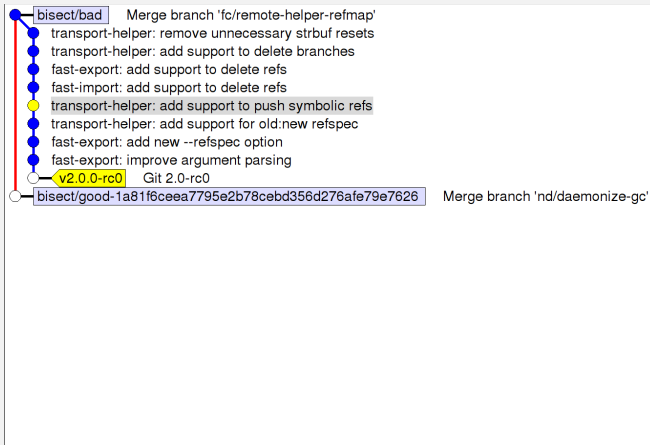 bisect/bad Merge branch 'fc/remote-helper-refmap'
transport-helper: remove unnecessary strbuf resets
transport-helper: add support to delete branches
fast-export: add support to delete refs
fast-import: add support to delete refs
transport-helper: add support to push symbolic refs
transport-helper: add support for old:new refspec
fast-export: add new --refspec option
fast-export: improve argument parsing
v2.0.0-rc0 Git 2.0-rc0
bisect/good-1a81f6ceea7795e2b78cebd356d276afe79e7626 Merge branch 'nd/daemonize-gc'